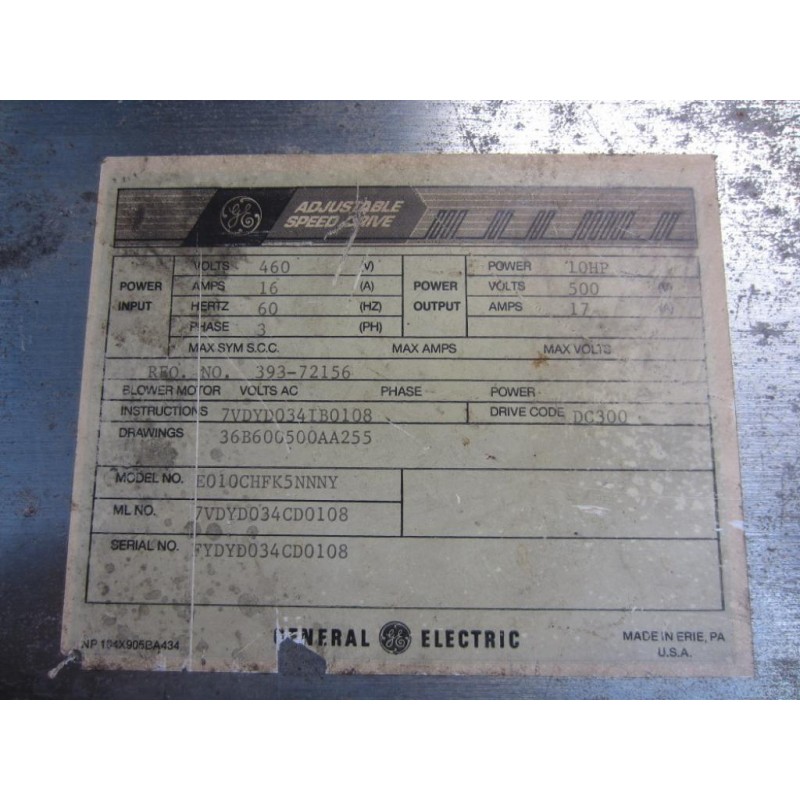 GE ADJUSTABLE
SPEED DRIVE
POWER INPUT
VOLTS 460 (V)
AMPS 16 (A)
HERTZ 60 (HZ)
PHASE 3 (PH)
POWER OUTPUT
POWER 10HP
VOLTS 500
AMPS 17
MAX SYM S.C.C. MAX AMPS MAX VOLTS
REQ. NO. 393-72156
BLOWER MOTOR VOLTS AC PHASE POWER
INSTRUCTIONS 7VDYD034IB0108 DRIVE CODE DC300
DRAWINGS 36B600500AA255
MODEL NO. E010CHFK5NNNY
ML NO. 7VDYD034CD0108
SERIAL NO. FYDYD034CD0108
GENERAL GE ELECTRIC
NP 164X905BA434
MADE IN ERIE, PA
U.S.A.